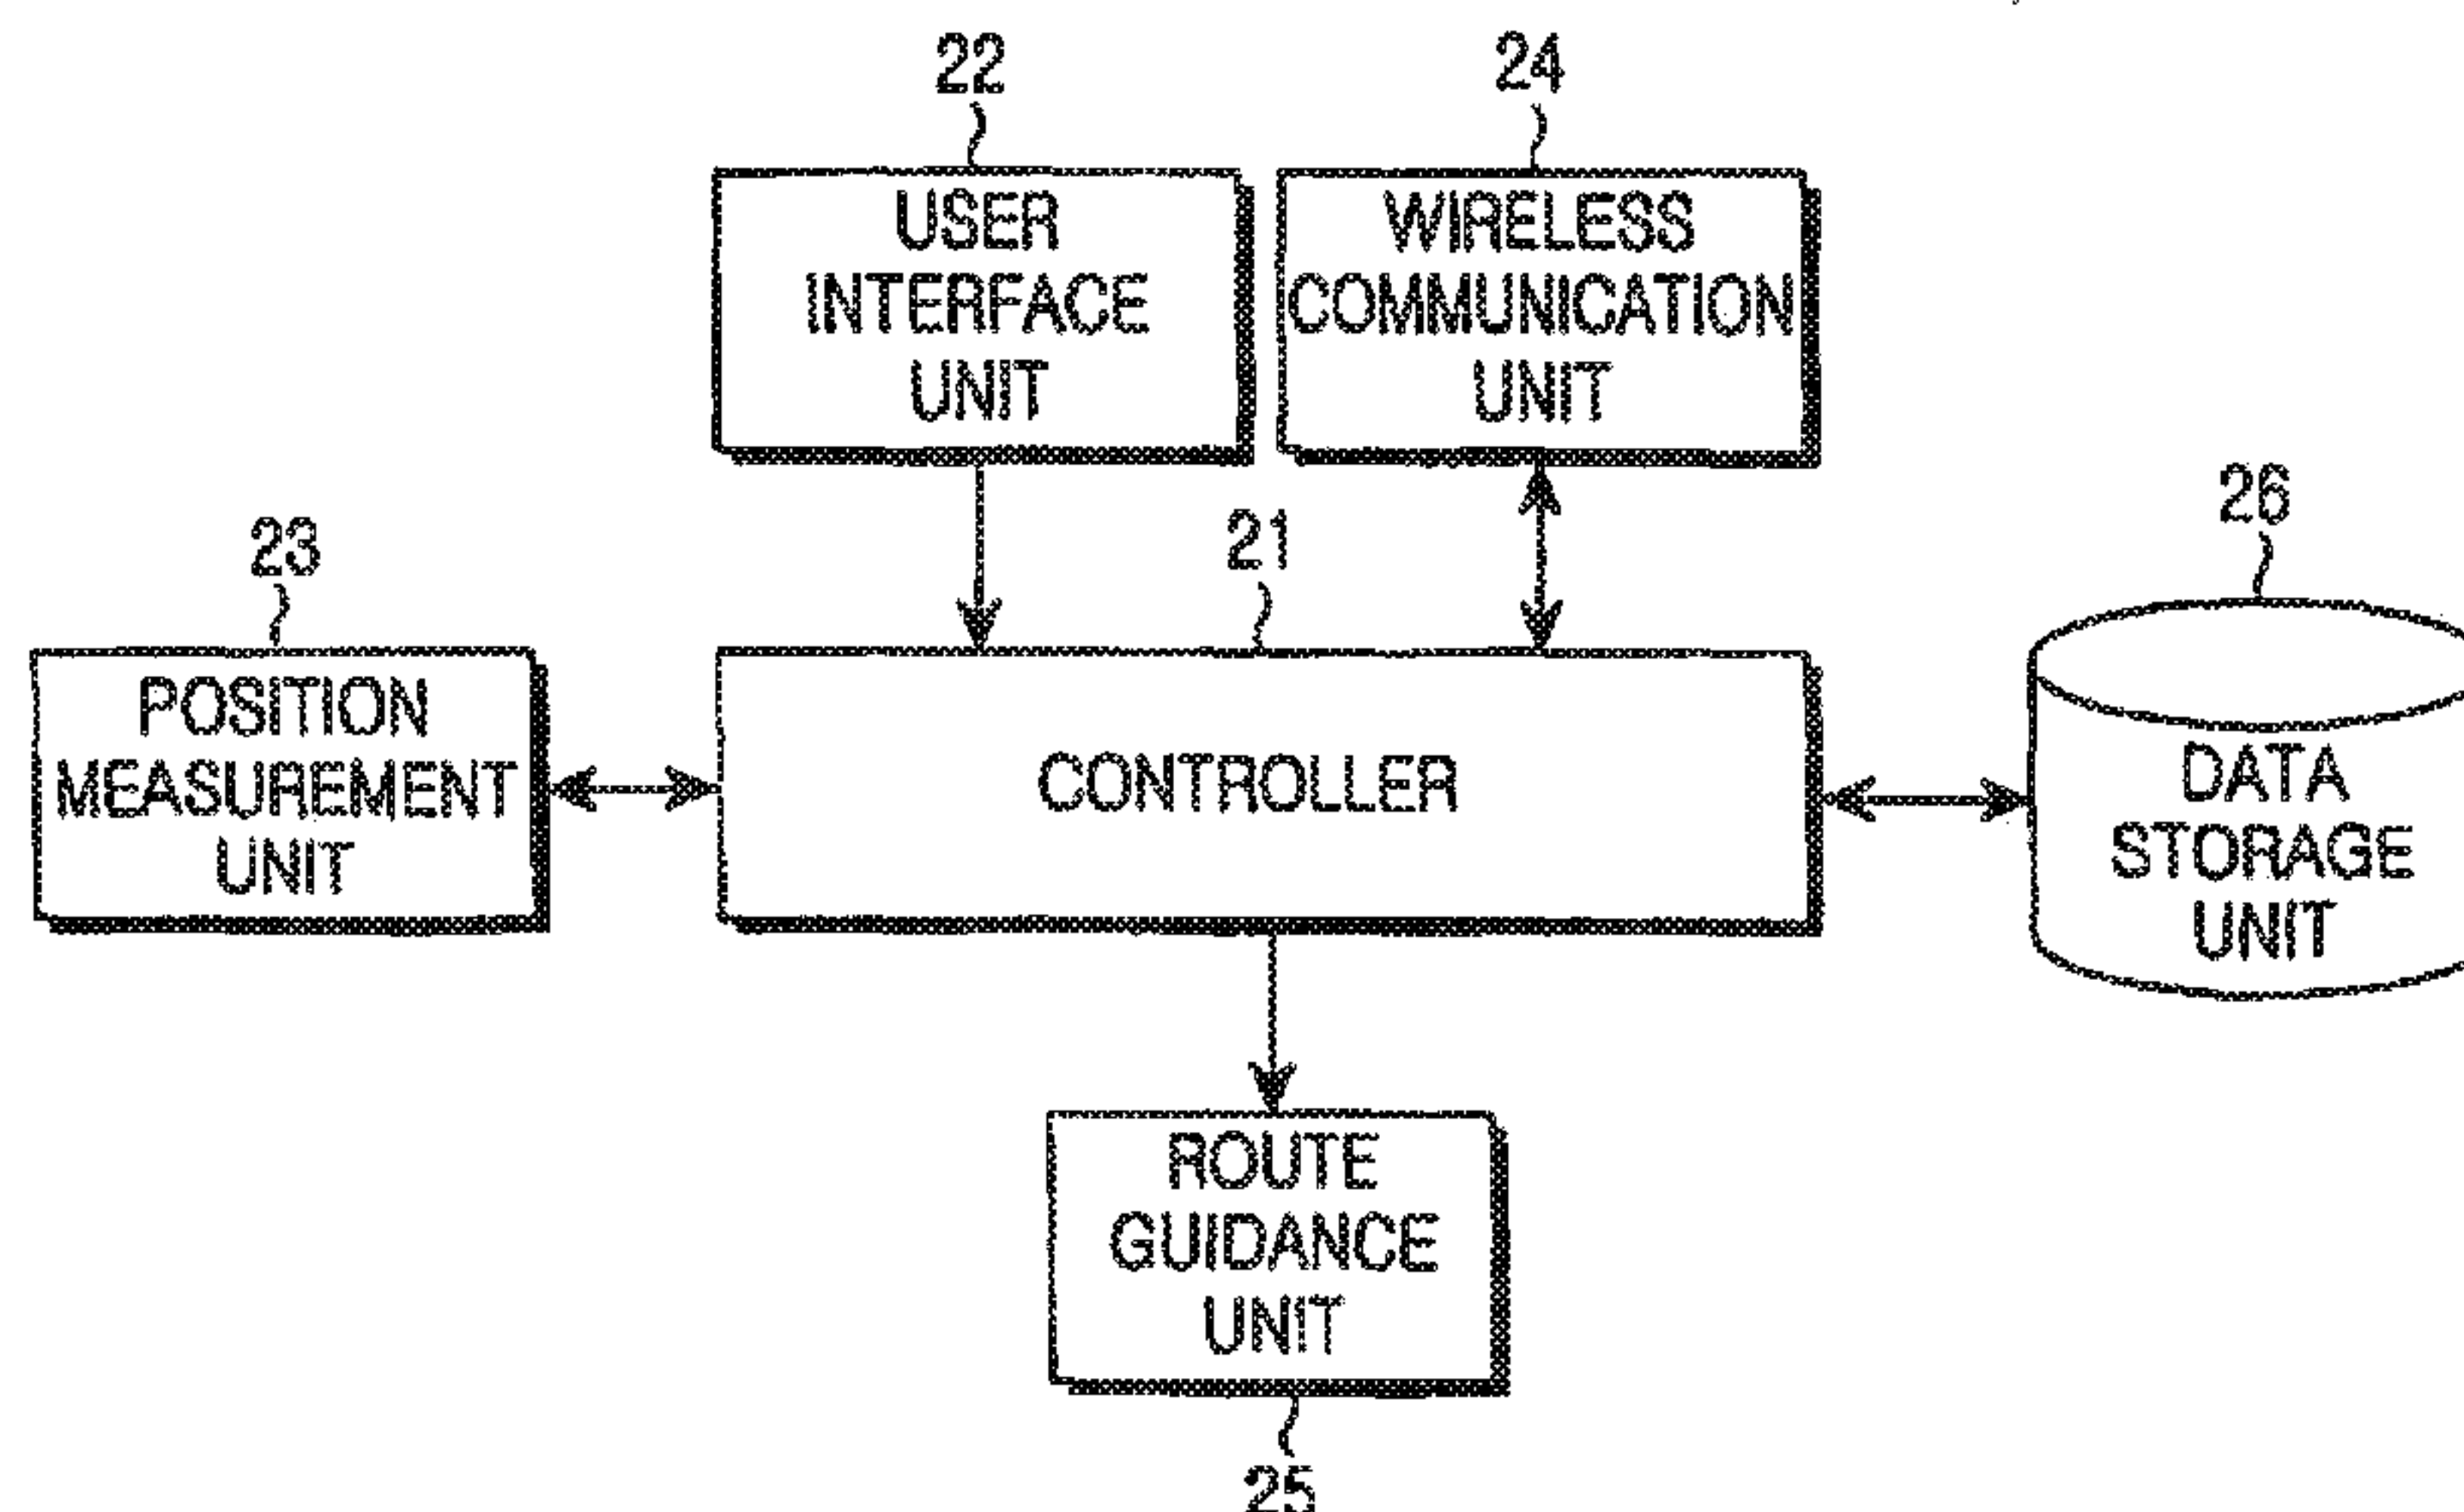 22
24
USER
INTERFACE
UNIT
WIRELESS
COMMUNICATION
UNIT
23
21
26
POSITION
MEASUREMENT
UNIT
CONTROLLER
DATA
STORAGE
UNIT
ROUTE
GUIDANCE
UNIT
25